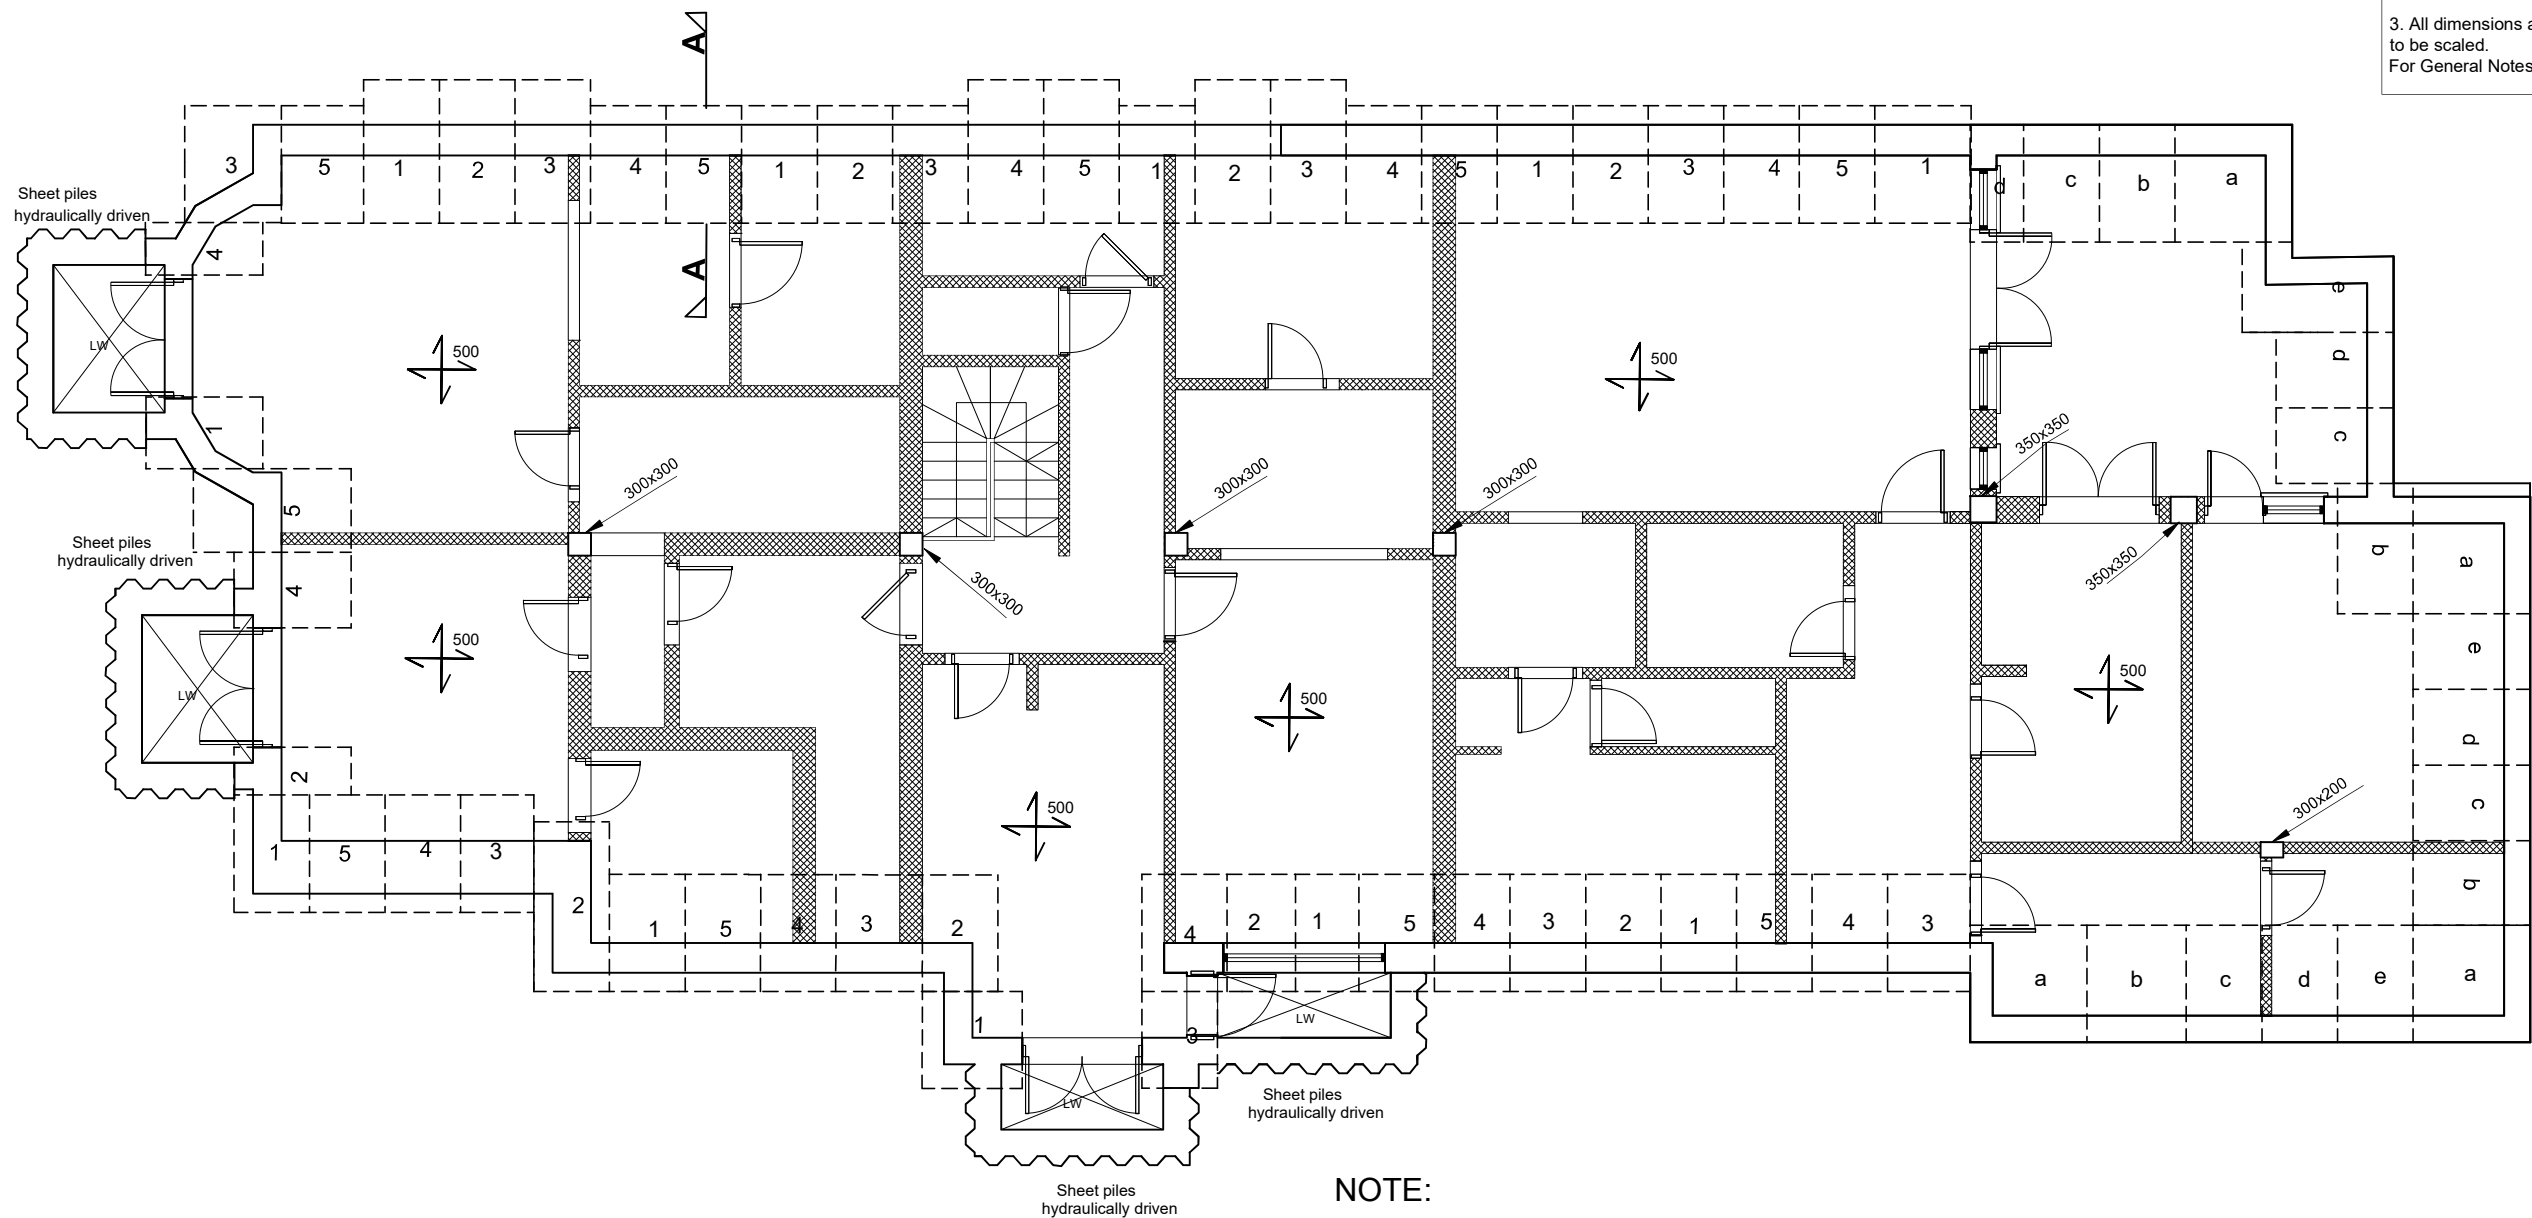 3. All dimensions a
to be scaled.
For General Notes
A
3 5 1 2 3 4 5 1 2 3 4 5 1 2 3 4 5 1 2 3 4 5 1 d c b a
Sheet piles
hydraulically driven
4
A
e
LW
500
500
d
1
c
300x300
300x300
300x300
350x350
5
Sheet piles
hydraulically driven
4
300x300
350x350
b
a
500
500
e
LW
500
d
2
500
300x200
c
1 5 4 3
b
2 1 5 4 3 2 4 2 1 5 4 3 2 1 5 4 3
a b c d e a
1
3
LW
LW
Sheet piles
hydraulically driven
Sheet piles
hydraulically driven
NOTE: